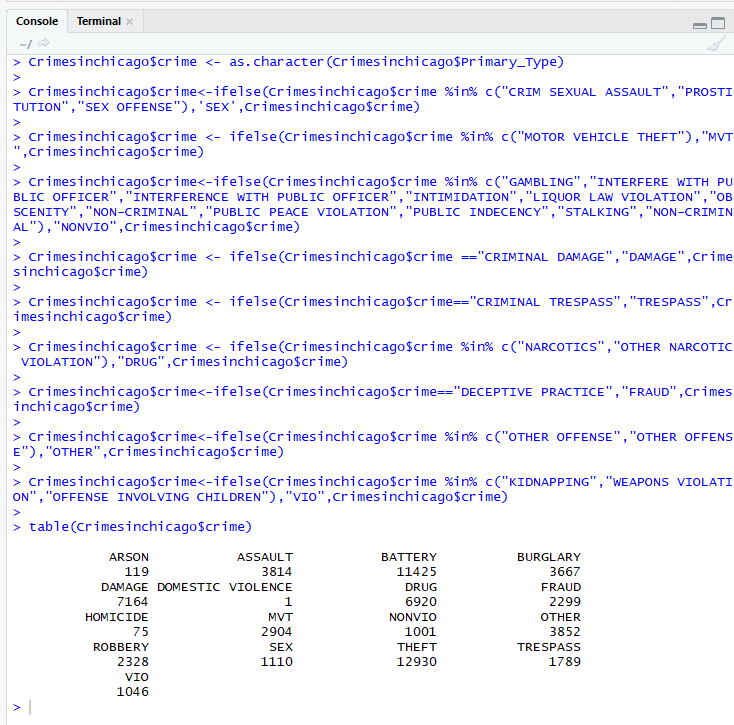 Console Terminal ×
~/
> Crimesinchicago$crime <- as.character(Crimesinchicago$Primary_Type)
>
> Crimesinchicago$crime<-ifelse(Crimesinchicago$crime %in% c("CRIM SEXUAL ASSAULT","PROSTI
TUTION","SEX OFFENSE"),'SEX',Crimesinchicago$crime)
>
> Crimesinchicago$crime <- ifelse(Crimesinchicago$crime %in% c("MOTOR VEHICLE THEFT"),"MVT
",Crimesinchicago$crime)
>
> Crimesinchicago$crime<-ifelse(Crimesinchicago$crime %in% c("GAMBLING","INTERFERE WITH PU
BLIC OFFICER","INTERFERENCE WITH PUBLIC OFFICER","INTIMIDATION","LIQUOR LAW VIOLATION","OB
SCENITY","NON-CRIMINAL","PUBLIC PEACE VIOLATION","PUBLIC INDECENCY","STALKING","NON-CRIMIN
AL"),"NONVIO",Crimesinchicago$crime)
>
> Crimesinchicago$crime <- ifelse(Crimesinchicago$crime =="CRIMINAL DAMAGE","DAMAGE",Crime
sinchicago$crime)
>
> Crimesinchicago$crime <- ifelse(Crimesinchicago$crime=="CRIMINAL TRESPASS","TRESPASS",Cr
imesinchicago$crime)
>
> Crimesinchicago$crime <- ifelse(Crimesinchicago$crime %in% c("NARCOTICS","OTHER NARCOTIC
 VIOLATION"),"DRUG",Crimesinchicago$crime)
>
> Crimesinchicago$crime<-ifelse(Crimesinchicago$crime=="DECEPTIVE PRACTICE","FRAUD",Crimes
inchicago$crime)
>
> Crimesinchicago$crime<-ifelse(Crimesinchicago$crime %in% c("OTHER OFFENSE","OTHER OFFENS
E"),"OTHER",Crimesinchicago$crime)
>
> Crimesinchicago$crime<-ifelse(Crimesinchicago$crime %in% c("KIDNAPPING","WEAPONS VIOLATI
ON","OFFENSE INVOLVING CHILDREN"),"VIO",Crimesinchicago$crime)
>
> table(Crimesinchicago$crime)
ARSON ASSAULT BATTERY BURGLARY
119 3814 11425 3667
DAMAGE DOMESTIC VIOLENCE DRUG FRAUD
7164 1 6920 2299
HOMICIDE MVT NONVIO OTHER
75 2904 1001 3852
ROBBERY SEX THEFT TRESPASS
2328 1110 12930 1789
VIO
1046
>